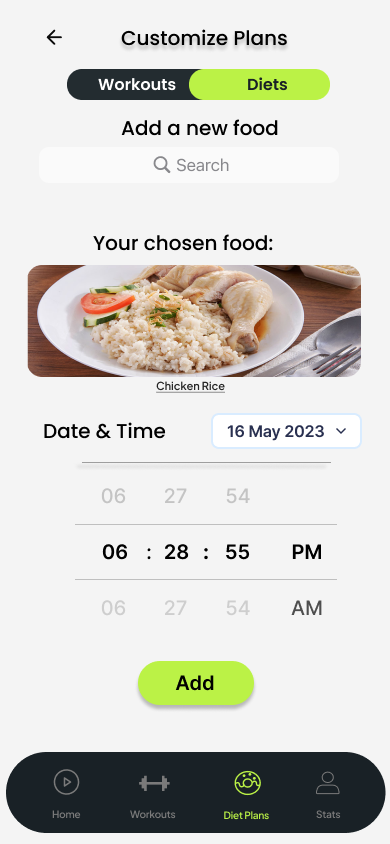 Customize Plans
Workouts Diets
Add a new food
Search
Your chosen food:
Chicken Rice
Date & Time 16 May 2023
06 27 54
06 : 28 : 55 PM
06 27 54 AM
Add
Home Workouts Diet Plans Stats